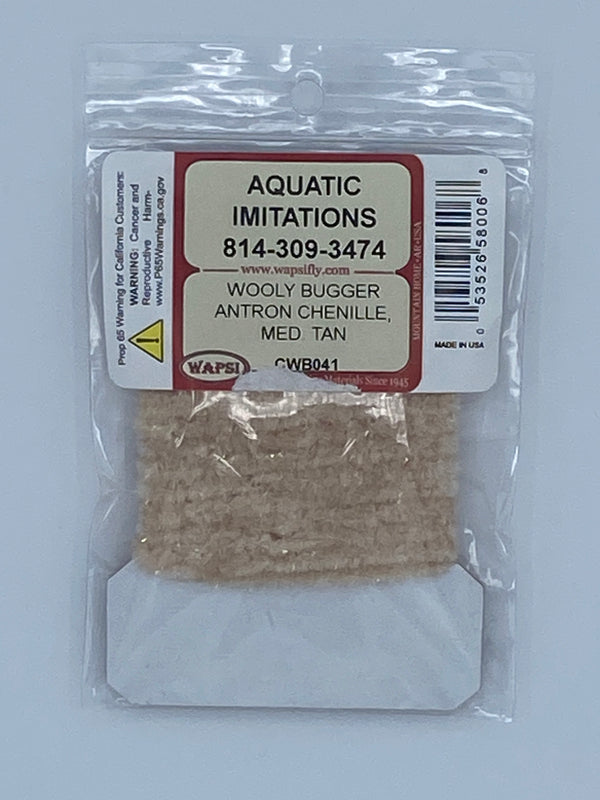 Prop 65 Warning for California Customers:
WARNING: Cancer and
Reproductive Harm-
www.P65Warnings.ca.gov
AQUATIC
IMITATIONS
814-309-3474
www.wapsifly.com
WOOLY BUGGER
ANTRON CHENILLE,
MED. TAN
CWB041
WAPSI
Materials Since 1945
MOUNTAIN HOME·AR·USA
0 53526 58006 8
MADE IN USA